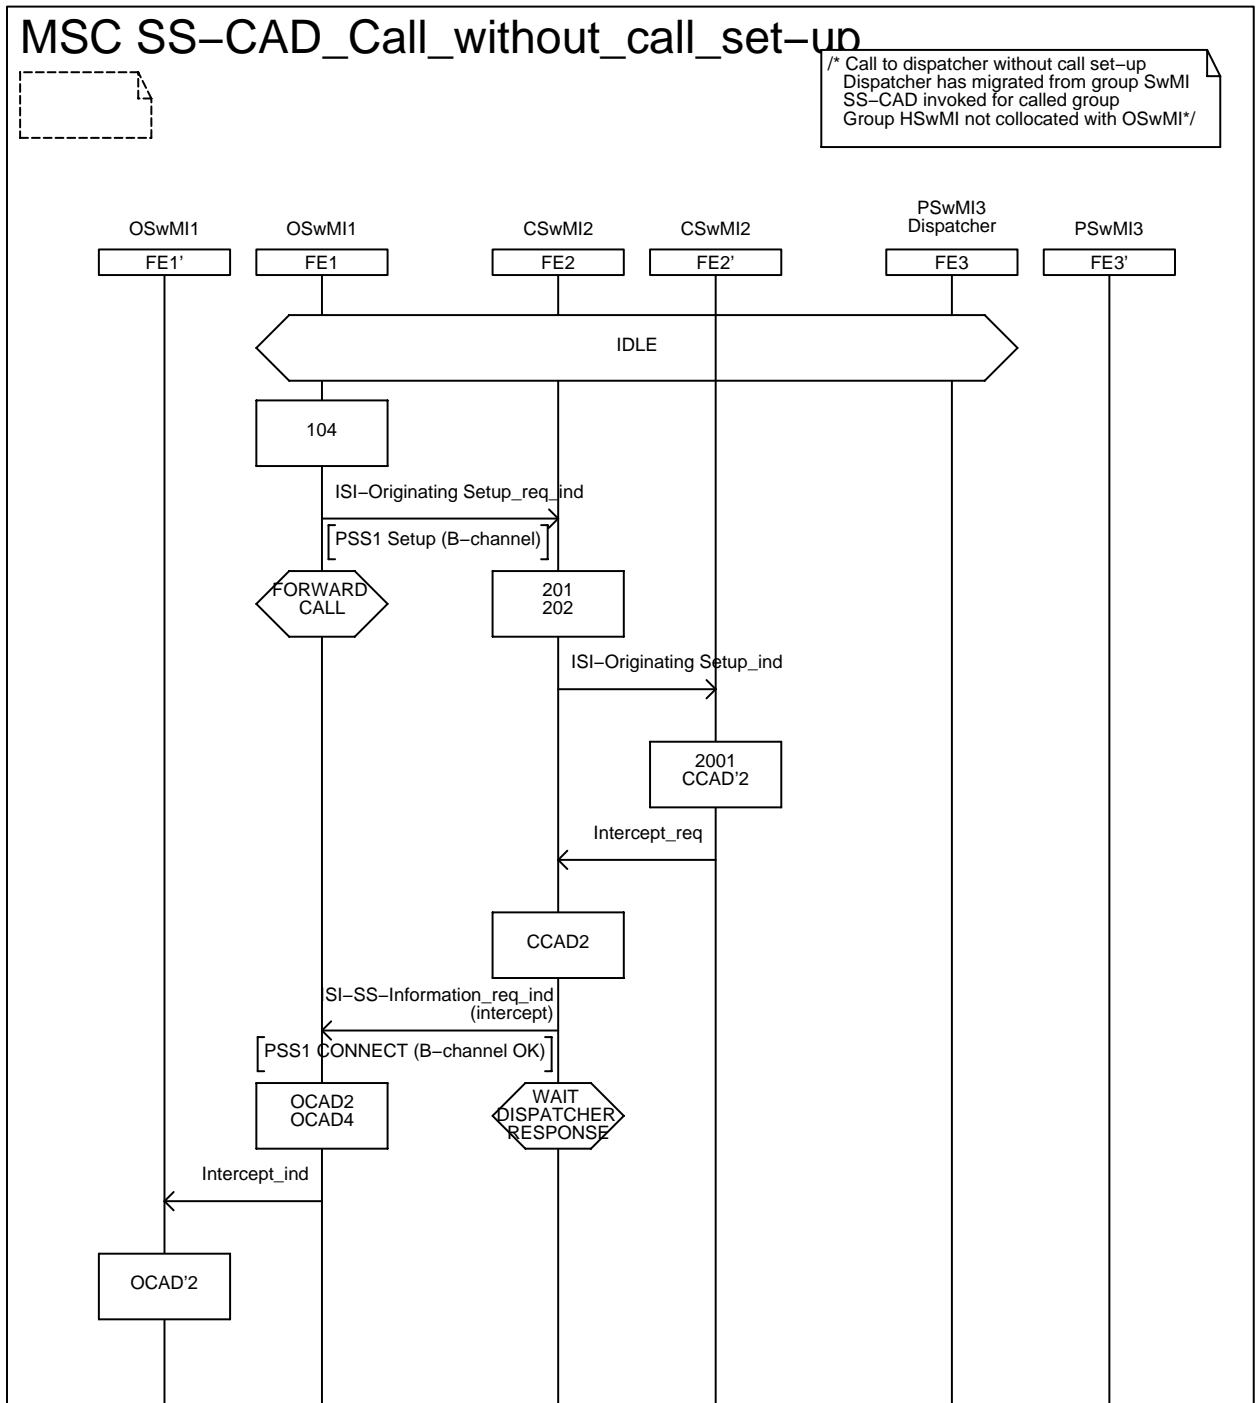 MSC SS−CAD_Call_without_call_set−up
/* Call to dispatcher without call set−up
Dispatcher has migrated from group SwMI
SS−CAD invoked for called group
Group HSwMI not collocated with OSwMI*/
OSwMI1
OSwMI1
CSwMI2
CSwMI2
PSwMI3
Dispatcher
PSwMI3
FE1’
FE1
FE2
FE2’
FE3
FE3’
IDLE
104
ISI−Originating Setup_req_ind
PSS1 Setup (B−channel)
FORWARD
CALL
201
202
ISI−Originating Setup_ind
2001
CCAD’2
Intercept_req
CCAD2
ISI−SS−Information_req_ind
(intercept)
PSS1 CONNECT (B−channel OK)
OCAD2
OCAD4
WAIT
DISPATCHER
RESPONSE
Intercept_ind
OCAD’2